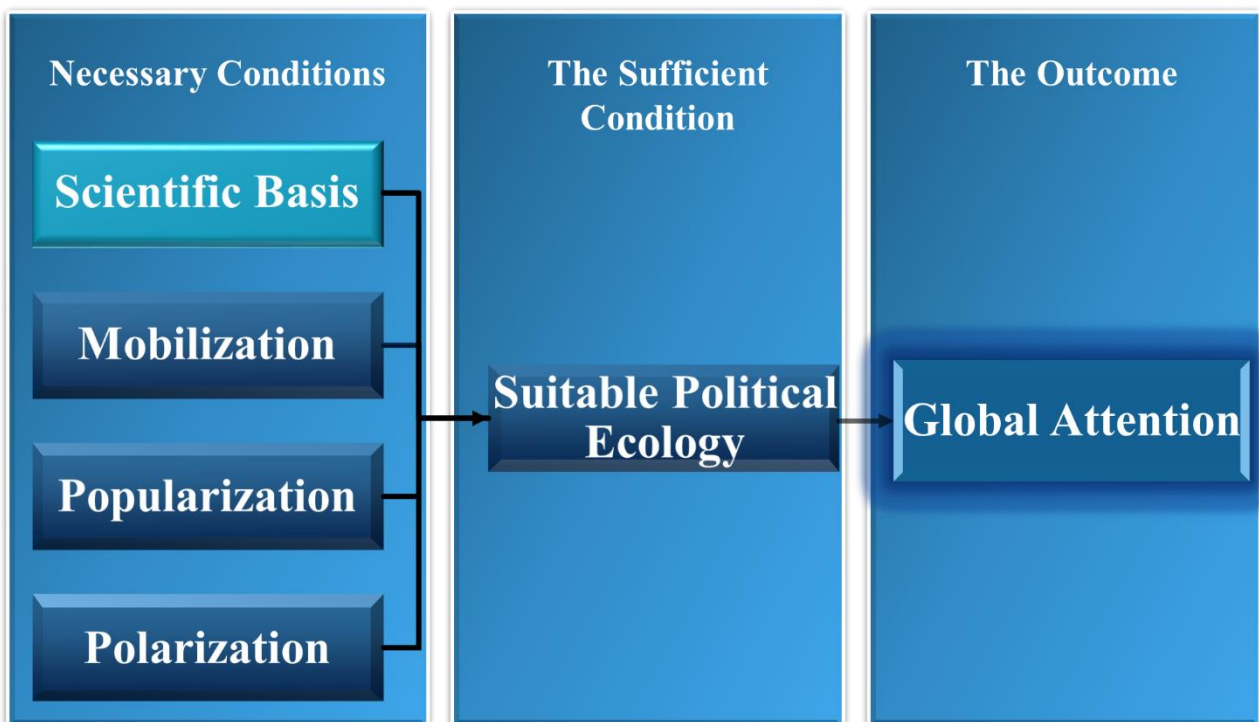 Necessary Conditions
Scientific Basis
Mobilization
Popularization
Polarization
The Sufficient
Condition
Suitable Political
Ecology
The Outcome
Global Attention